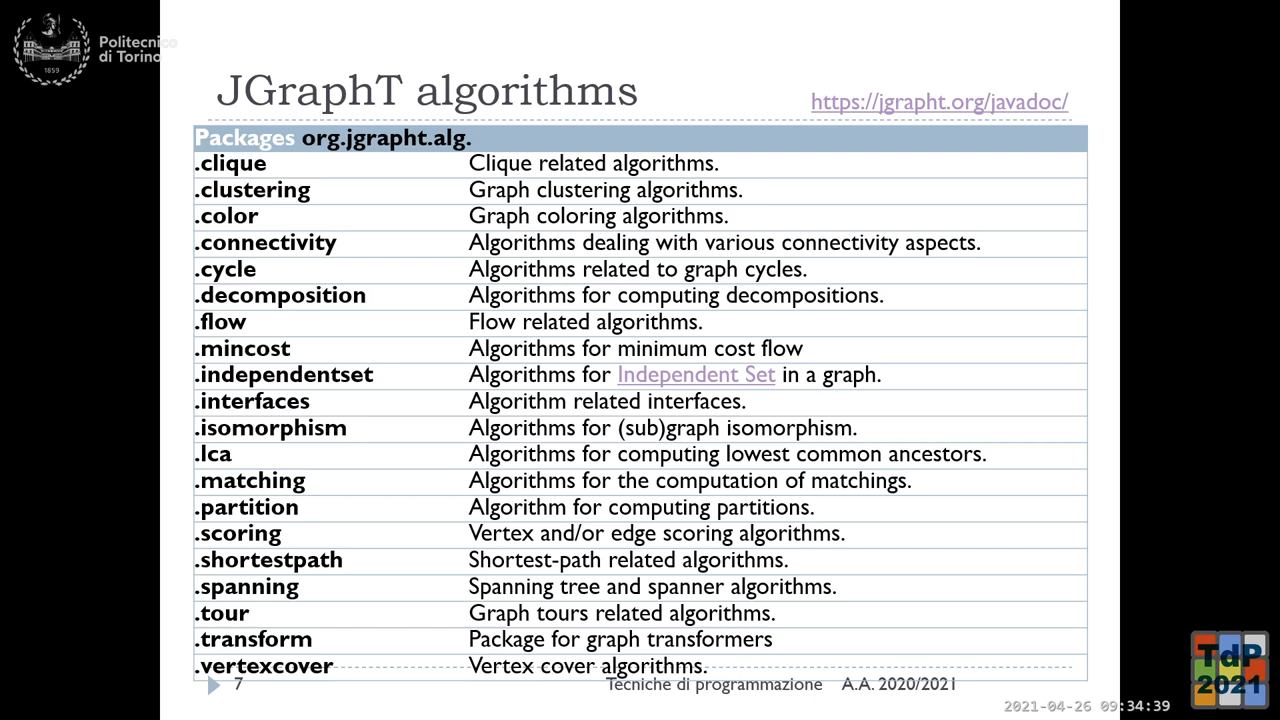 Politecnico
di Torino
1859
JGraphT algorithms
https://jgrapht.org/javadoc/
Packages org.jgrapht.alg.
.clique Clique related algorithms.
.clustering Graph clustering algorithms.
.color Graph coloring algorithms.
.connectivity Algorithms dealing with various connectivity aspects.
.cycle Algorithms related to graph cycles.
.decomposition Algorithms for computing decompositions.
.flow Flow related algorithms.
.mincost Algorithms for minimum cost flow
.independentset Algorithms for Independent Set in a graph.
.interfaces Algorithm related interfaces.
.isomorphism Algorithms for (sub)graph isomorphism.
.lca Algorithms for computing lowest common ancestors.
.matching Algorithms for the computation of matchings.
.partition Algorithm for computing partitions.
.scoring Vertex and/or edge scoring algorithms.
.shortestpath Shortest-path related algorithms.
.spanning Spanning tree and spanner algorithms.
.tour Graph tours related algorithms.
.transform Package for graph transformers
.vertexcover Vertex cover algorithms.
7 Tecniche di programmazione A.A. 2020/2021
TdP
2021
2021-04-26 09:34:39